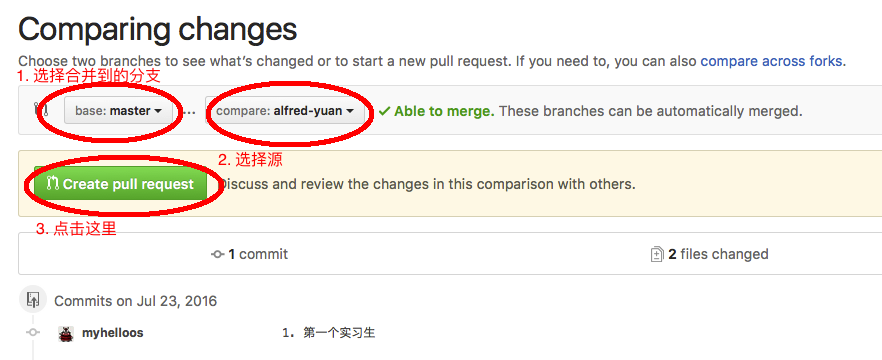 Comparing changes
Choose two branches to see what's changed or to start a new pull request. If you need to, you can also compare across forks.
1. 选择合并到的分支
base: master ... compare: alfred-yuan Able to merge. These branches can be automatically merged.
2. 选择源
Create pull request Discuss and review the changes in this comparison with others.
3. 点击这里
1 commit 2 files changed
Commits on Jul 23, 2016
myhelloos 1. 第一个实习生